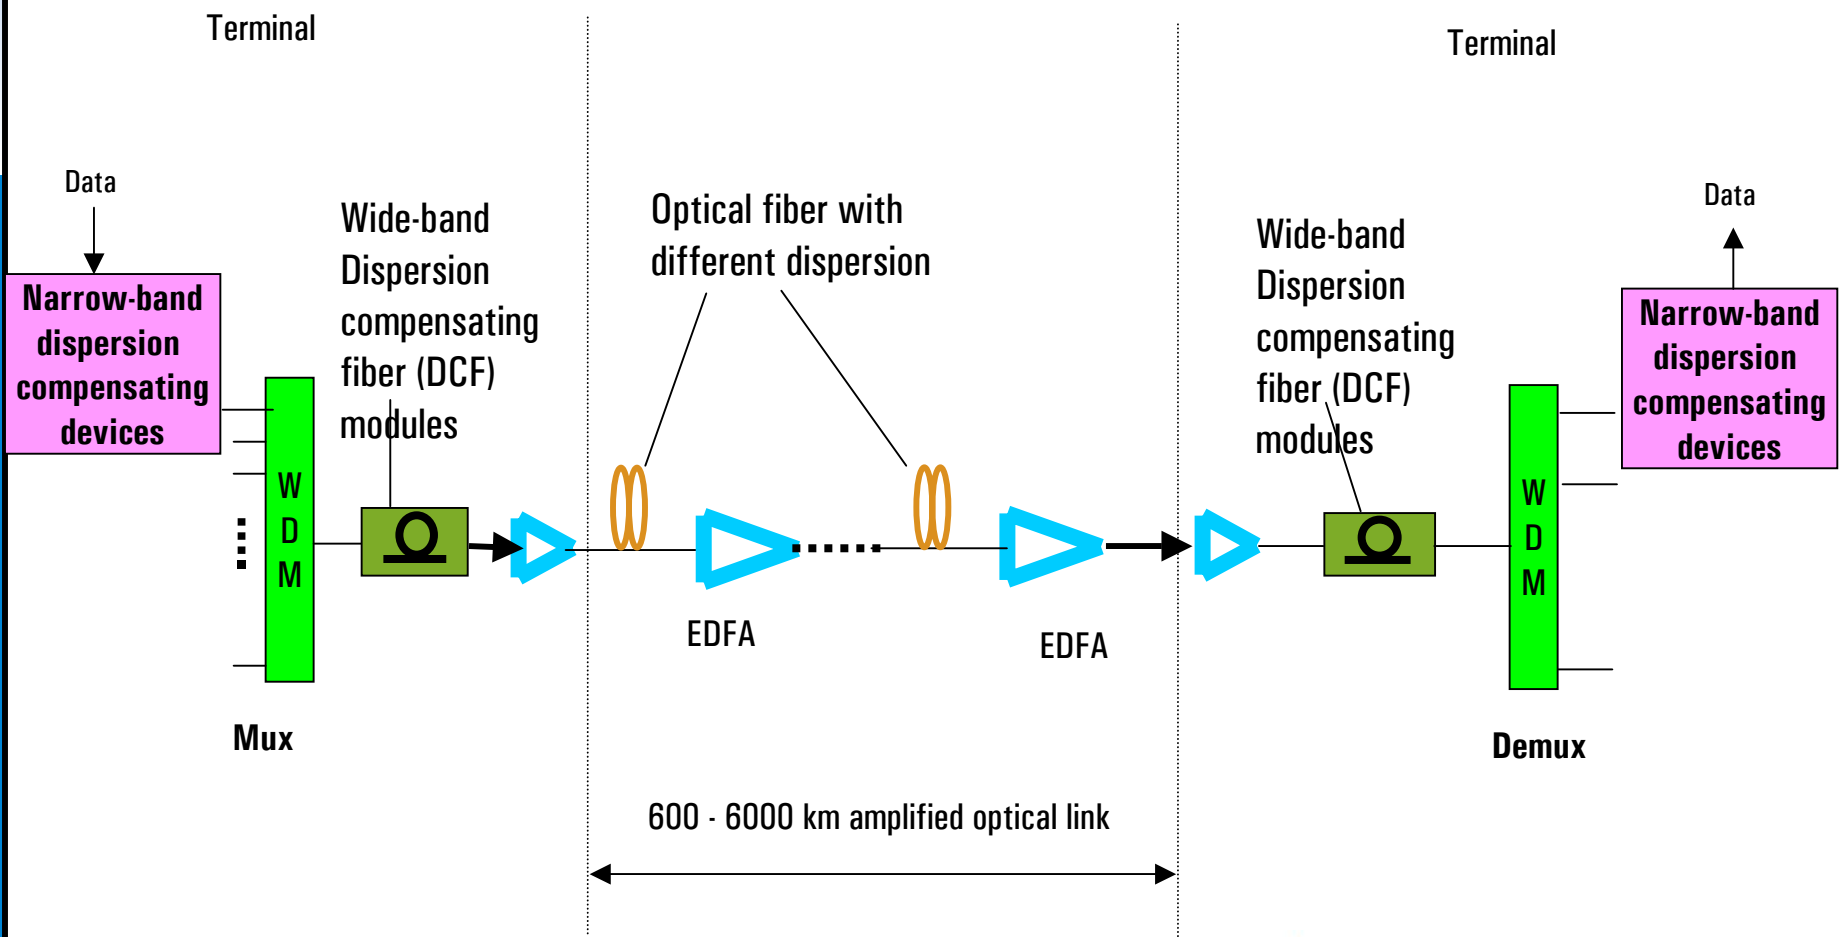 Terminal
Terminal
Data
Data
Wide-band
Dispersion
compensating
fiber (DCF)
modules
Optical fiber with
different dispersion
Wide-band
Dispersion
compensating
fiber (DCF)
modules
Narrow-band
dispersion
compensating
devices
Narrow-band
dispersion
compensating
devices
W
D
M
W
D
M
EDFA
EDFA
Mux
Demux
600 - 6000 km amplified optical link